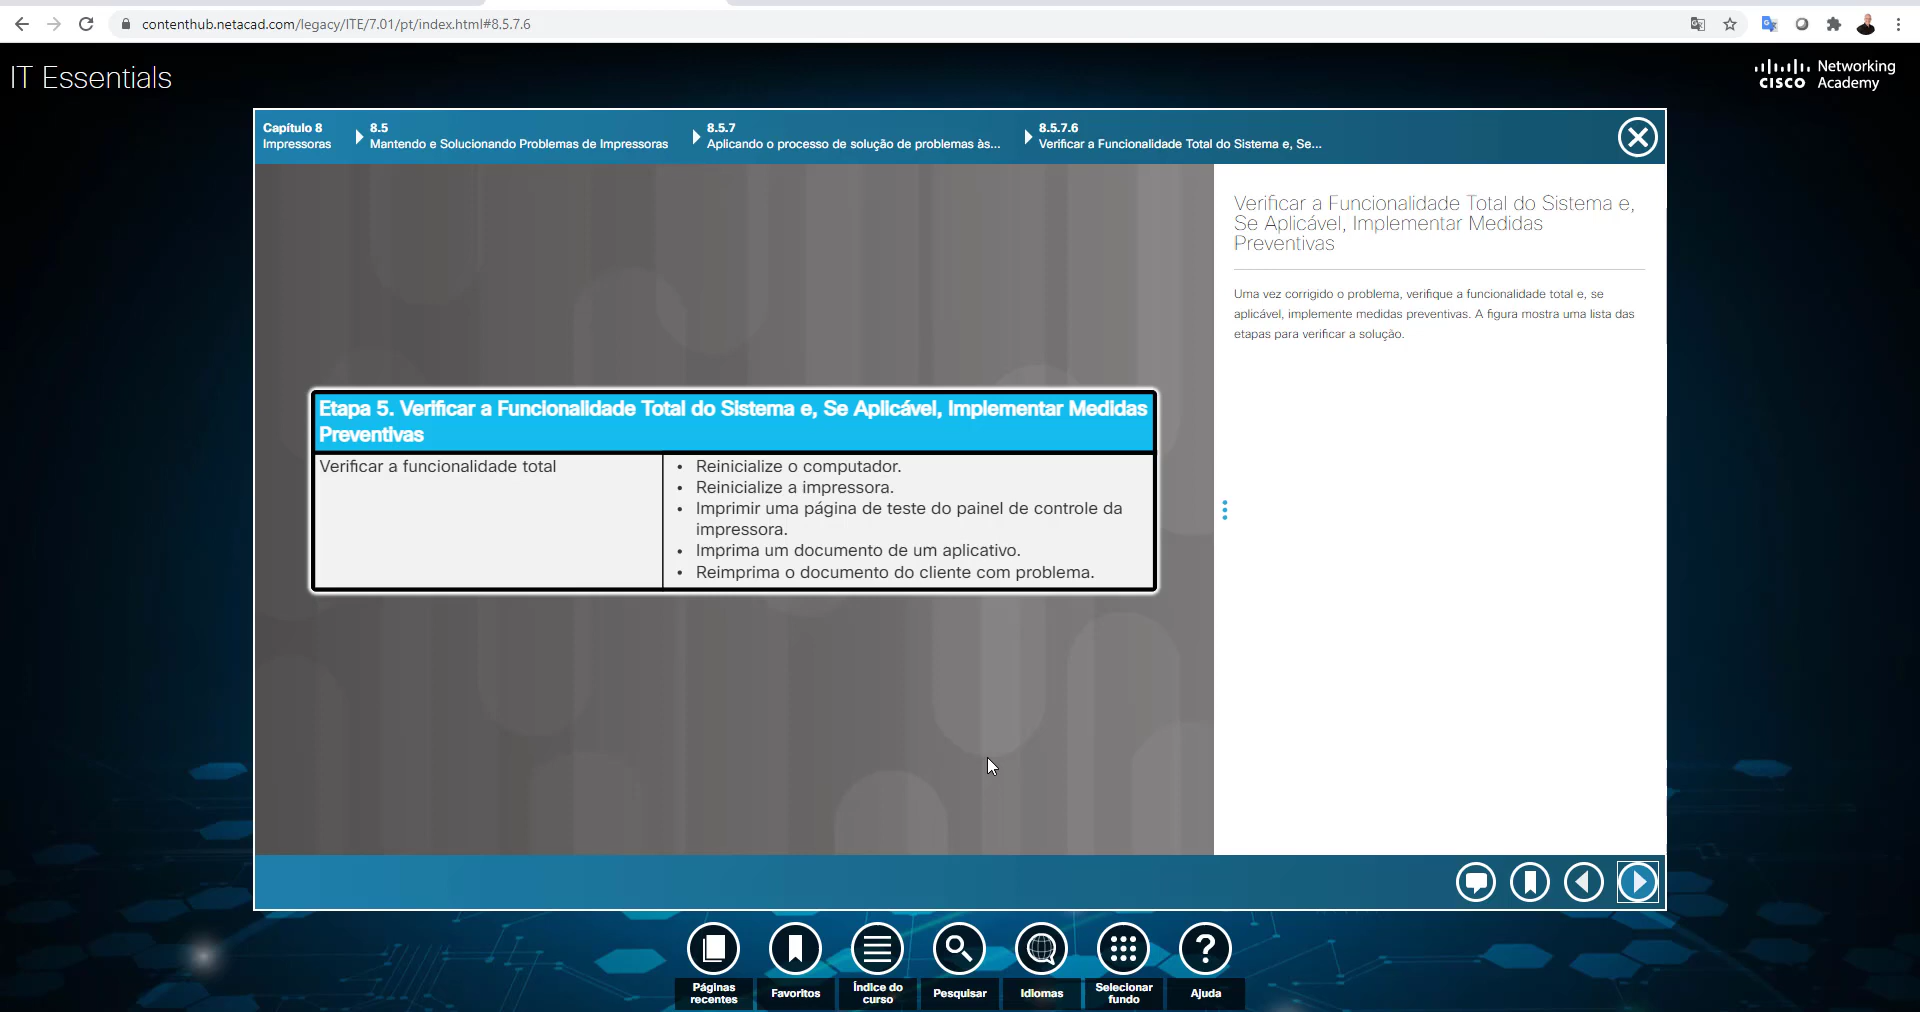 contenthub.netacad.com/legacy/ITE/7.01/pt/index.html#8.5.7.6
IT Essentials
Networking
CISCO Academy
Capítulo 8
Impressoras
8.5
Mantendo e Solucionando Problemas de Impressoras
8.5.7
Aplicando o processo de solução de problemas às...
8.5.7.6
Verificar a Funcionalidade Total do Sistema e, Se...
Verificar a Funcionalidade Total do Sistema e,
Se Aplicável, Implementar Medidas
Preventivas
Uma vez corrigido o problema, verifique a funcionalidade total e, se
aplicável, implemente medidas preventivas. A figura mostra uma lista das
etapas para verificar a solução.
Etapa 5. Verificar a Funcionalidade Total do Sistema e, Se Aplicável, Implementar Medidas
Preventivas
Verificar a funcionalidade total
• Reinicialize o computador.
• Reinicialize a impressora.
• Imprimir uma página de teste do painel de controle da
impressora.
• Imprima um documento de um aplicativo.
• Reimprima o documento do cliente com problema.
Páginas
recentes
Favoritos
Índice do
curso
Pesquisar
Idiomas
Selecionar
fundo
Ajuda